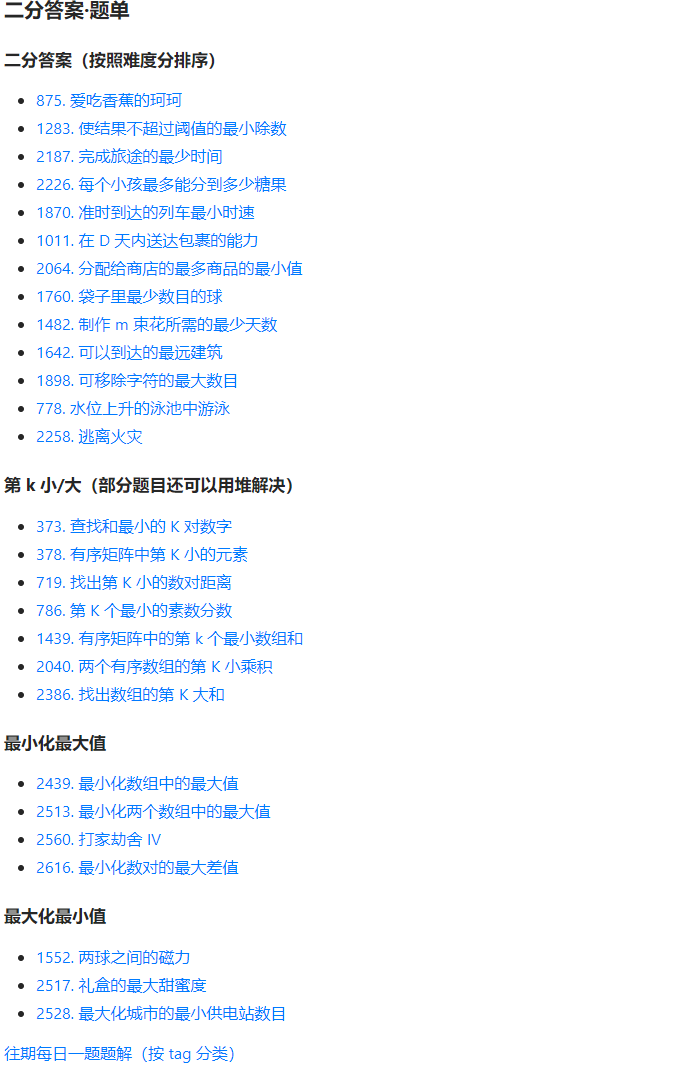 二分答案·题单
二分答案（按照难度分排序）
875. 爱吃香蕉的珂珂
1283. 使结果不超过阈值的最小除数
2187. 完成旅途的最少时间
2226. 每个小孩最多能分到多少糖果
1870. 准时到达的列车最小时速
1011. 在 D 天内送达包裹的能力
2064. 分配给商店的最多商品的最小值
1760. 袋子里最少数目的球
1482. 制作 m 束花所需的最少天数
1642. 可以到达的最远建筑
1898. 可移除字符的最大数目
778. 水位上升的泳池中游泳
2258. 逃离火灾
第 k 小/大（部分题目还可以用堆解决）
373. 查找和最小的 K 对数字
378. 有序矩阵中第 K 小的元素
719. 找出第 K 小的数对距离
786. 第 K 个最小的素数分数
1439. 有序矩阵中的第 k 个最小数组和
2040. 两个有序数组的第 K 小乘积
2386. 找出数组的第 K 大和
最小化最大值
2439. 最小化数组中的最大值
2513. 最小化两个数组中的最大值
2560. 打家劫舍 IV
2616. 最小化数对的最大差值
最大化最小值
1552. 两球之间的磁力
2517. 礼盒的最大甜蜜度
2528. 最大化城市的最小供电站数目
往期每日一题题解（按 tag 分类）